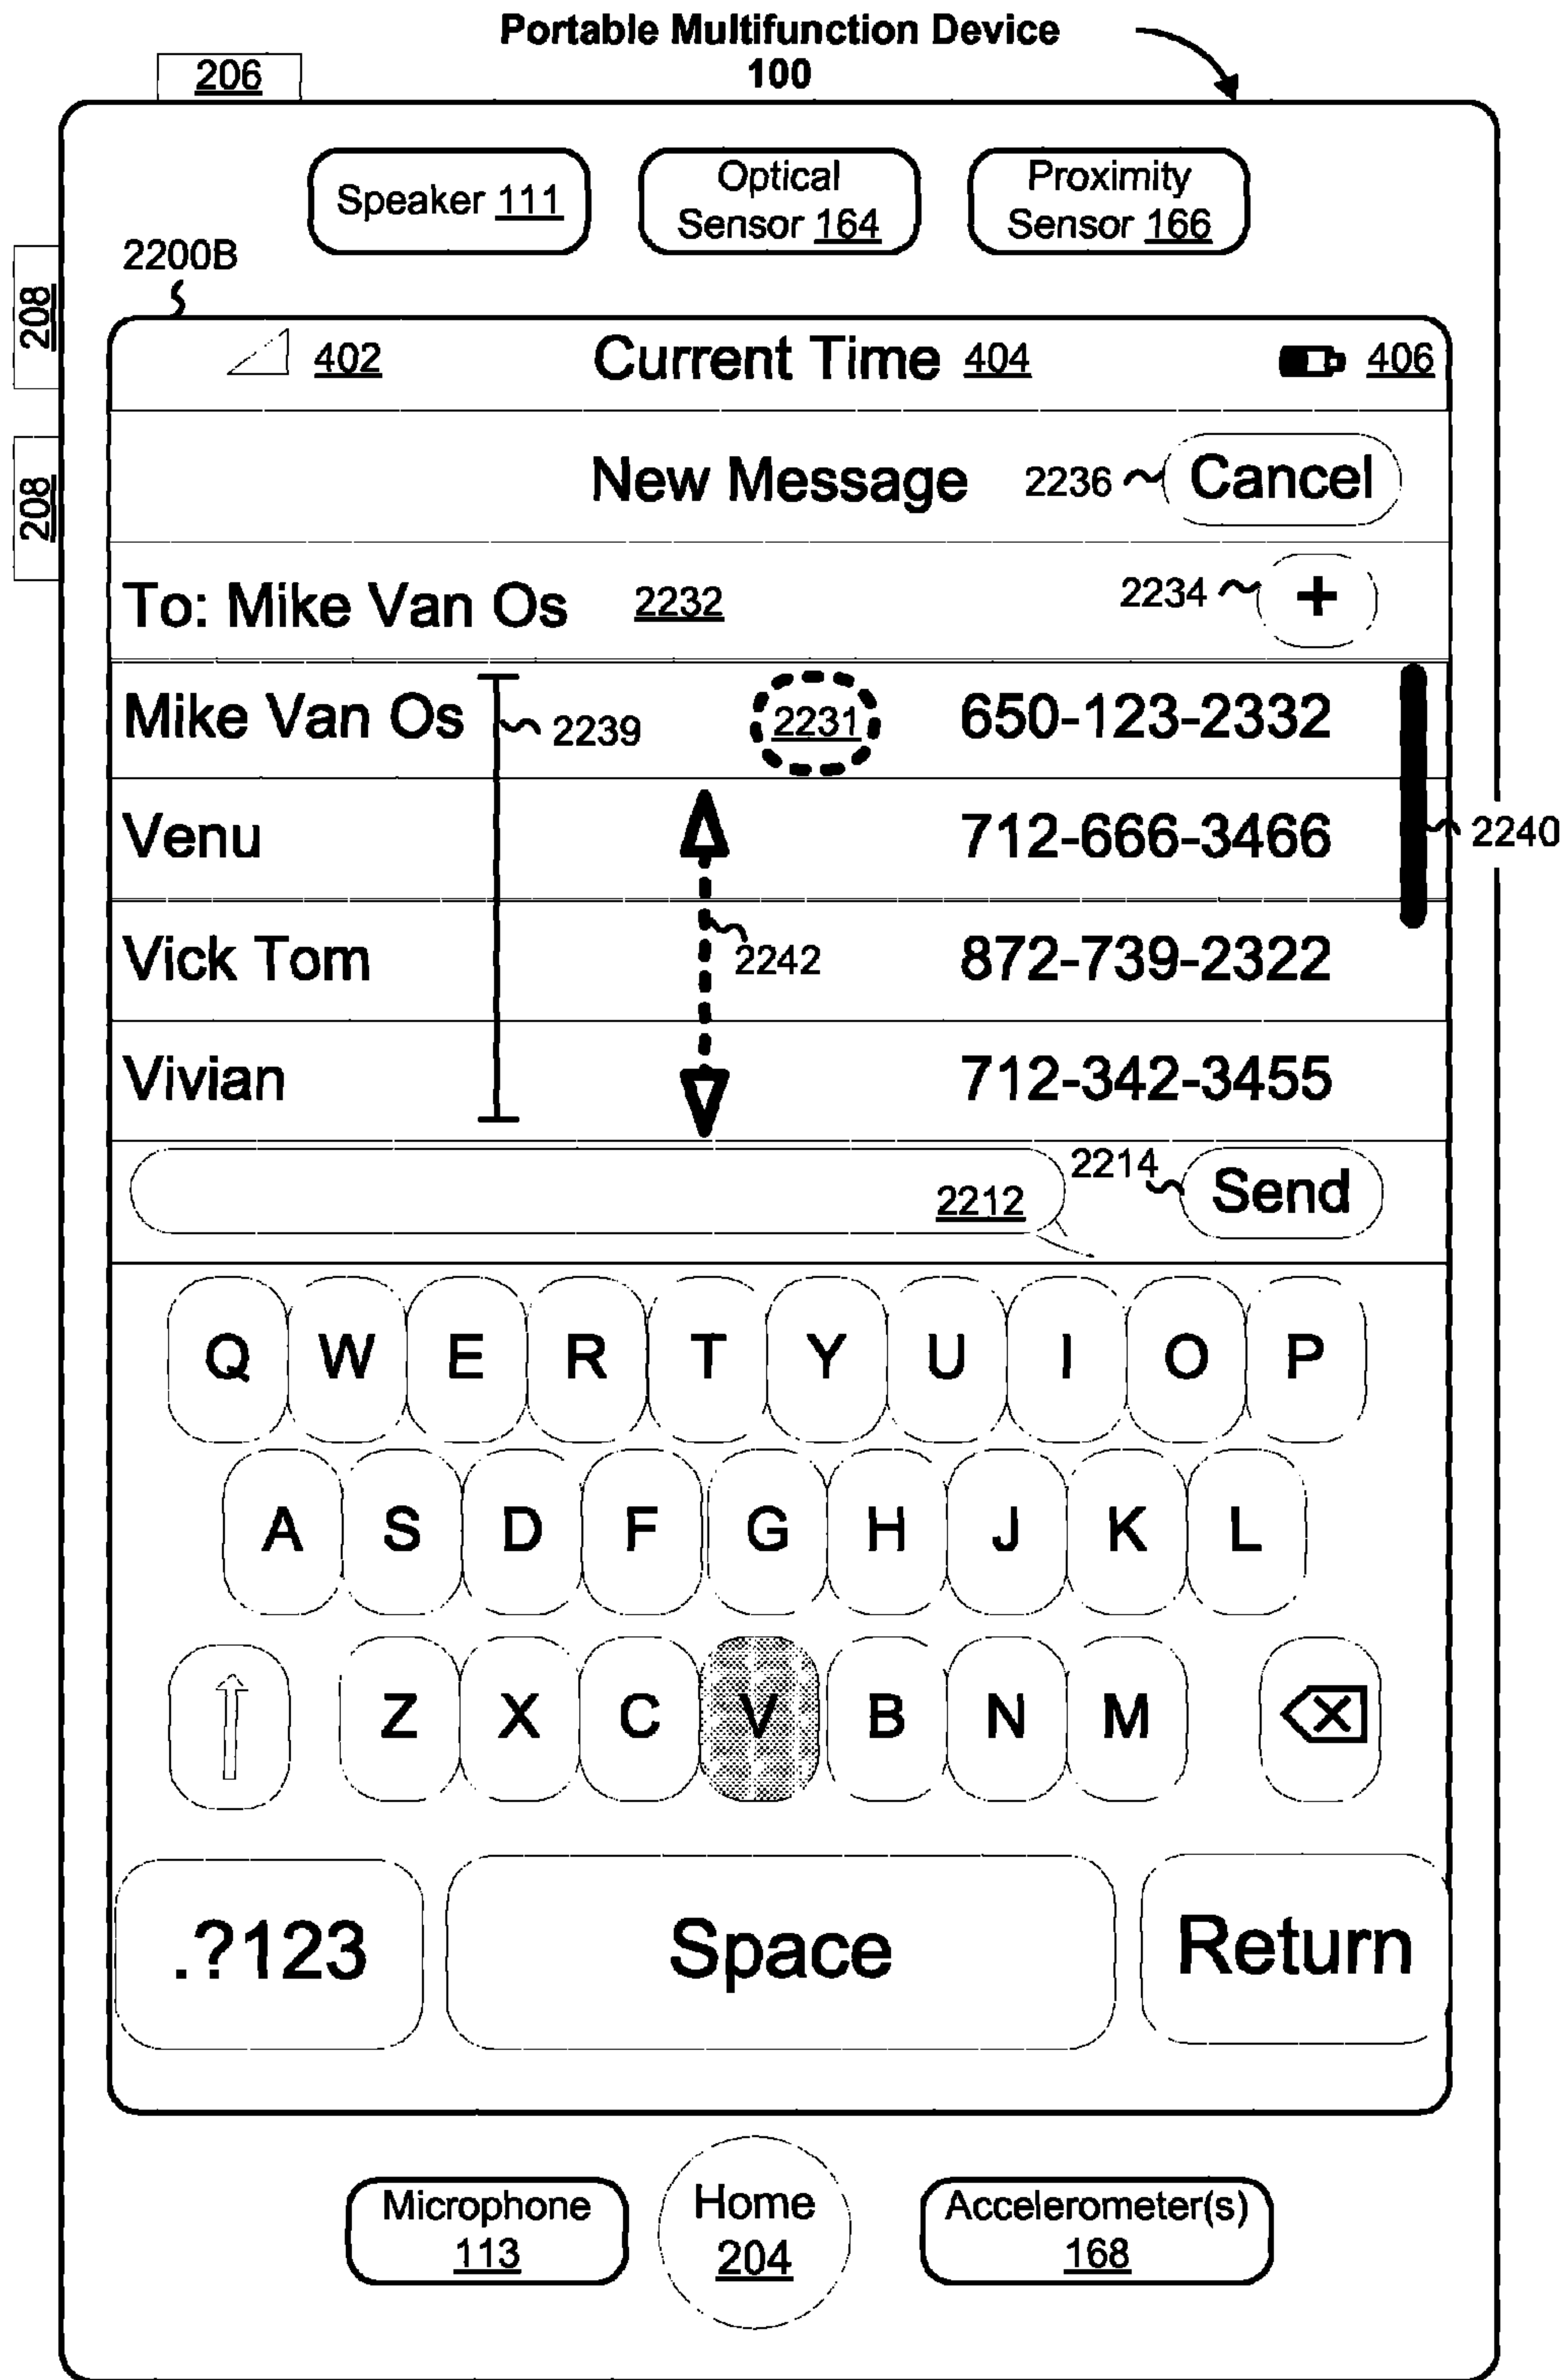 Portable Multifunction Device
100
206
Speaker 111
Optical
Sensor 164
Proximity
Sensor 166
2200B
208
402
Current Time 404
406
New Message
2236
Cancel
208
To: Mike Van Os
2232
2234
+
Mike Van Os
2239
2231
650-123-2332
Venu
712-666-3466
2240
Vick Tom
2242
872-739-2322
Vivian
712-342-3455
2212
2214
Send
Q W E R T Y U I O P
A S D F G H J K L
Z X C V B N M
.?123
Space
Return
Microphone
113
Home
204
Accelerometer(s)
168